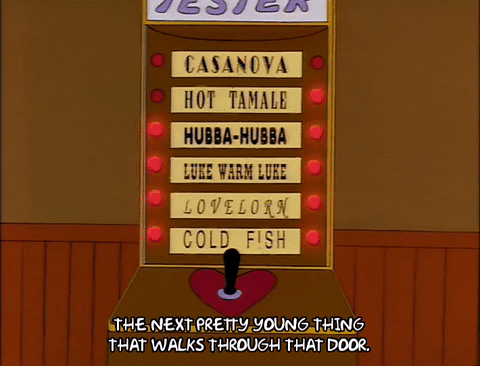 TESTER
CASANOVA
HOT TAMALE
HUBBA-HUBBA
LUKE WARM LUKE
LOVELORN
COLD F!SH
THE NEXT PRETTY YOUNG THING
THAT WALKS THROUGH THAT DOOR.